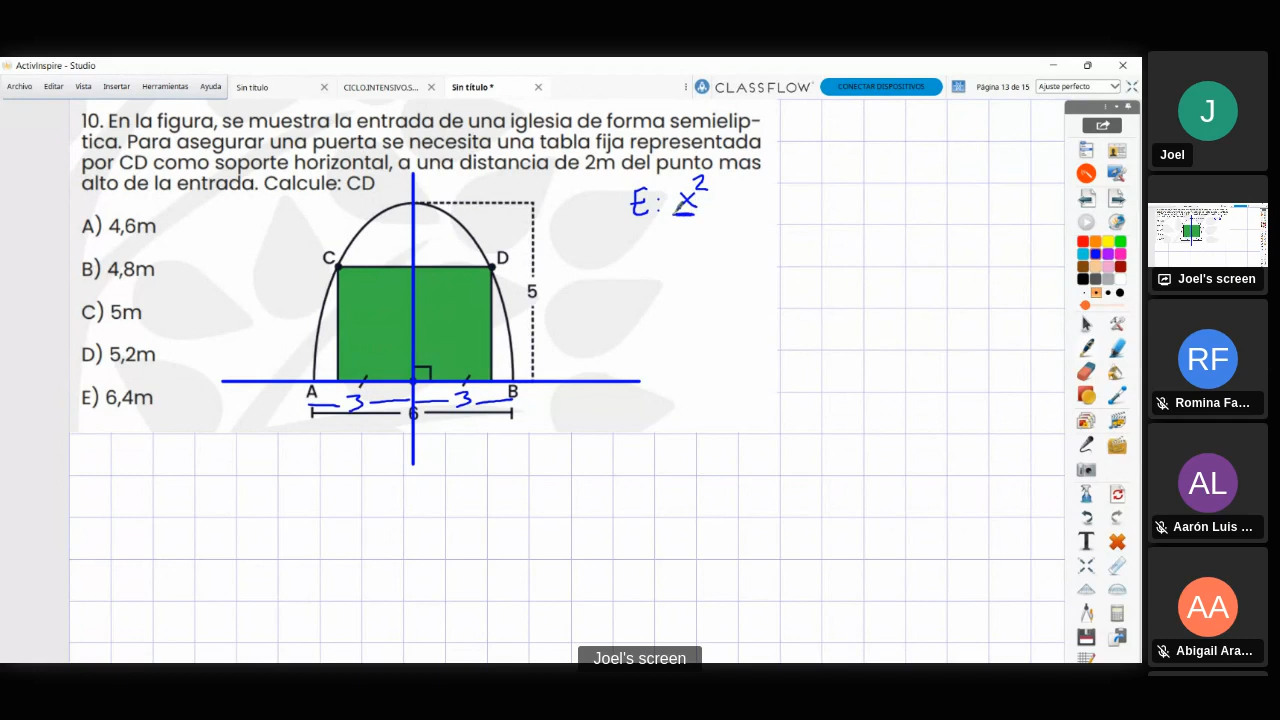 ActivInspire - Studio
Archivo Editar Vista Insertar Herramientas Ayuda
Sin título
CICLO.INTENSIVO.S...
Sin título *
CLASSFLOW
CONECTAR DISPOSITIVOS
Página 13 de 15
Ajuste perfecto
10. En la figura, se muestra la entrada de una iglesia de forma semielip-
tica. Para asegurar una puerta se necesita una tabla fija representada
por CD como soporte horizontal, a una distancia de 2m del punto mas
alto de la entrada. Calcule: CD
A) 4,6m
B) 4,8m
C) 5m
D) 5,2m
E) 6,4m
C
D
5
A
B
3
3
6
E: x²
Joel's screen
J
Joel
Joel's screen
RF
Romina Fa...
AL
Aarón Luis ...
AA
Abigail Ara...